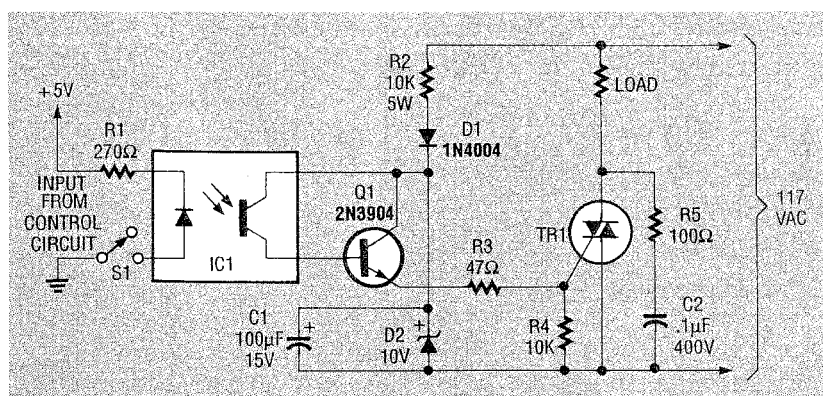 +5V
R1
270Ω
INPUT
FROM
CONTROL
CIRCUIT
S1
IC1
R2
10K
5W
D1
1N4004
Q1
2N3904
C1
100µF
15V
+
+
D2
10V
R3
47Ω
R4
10K
TR1
LOAD
R5
100Ω
C2
.1µF
400V
117
VAC